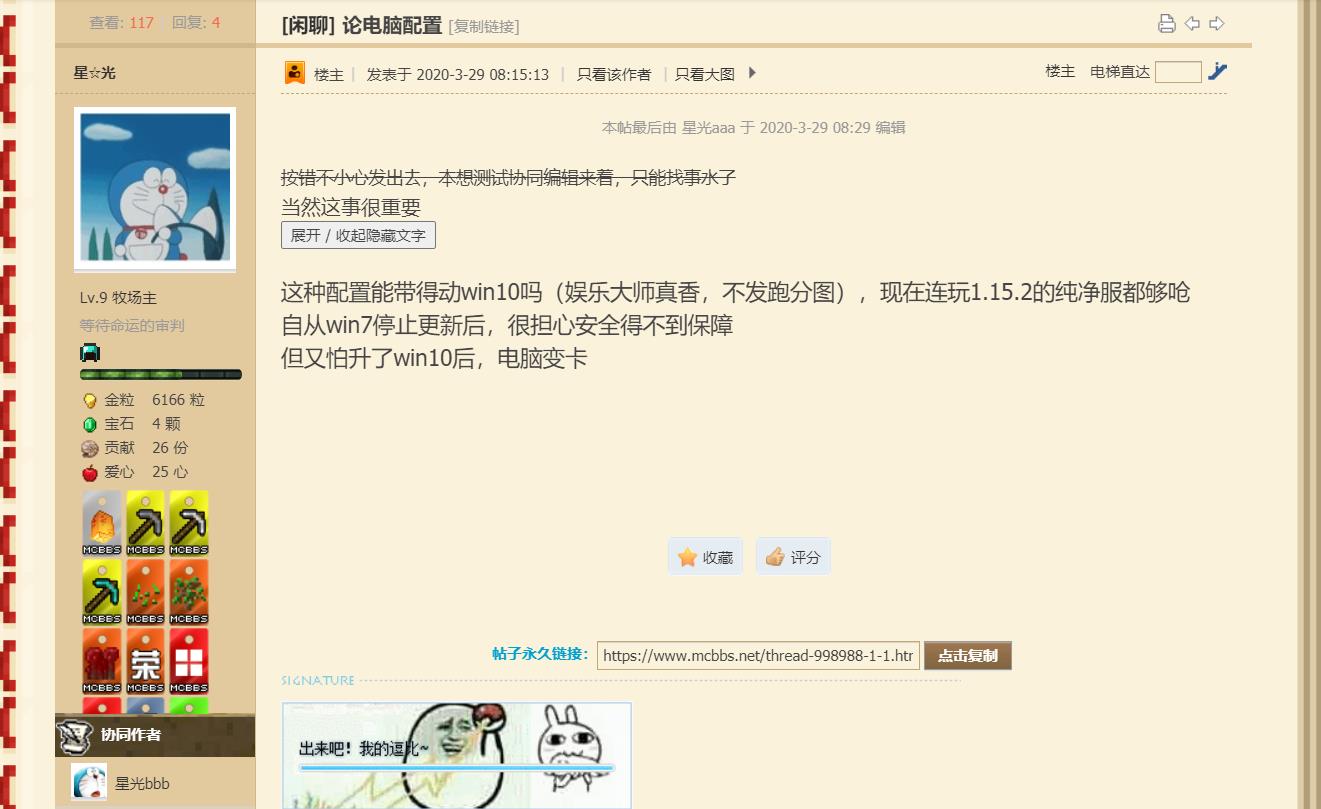 查看: 117 回复: 4
[闲聊] 论电脑配置 [复制链接]
星☆光
楼主 | 发表于 2020-3-29 08:15:13 | 只看该作者 | 只看大图
楼主 电梯直达
本帖最后由 星光aaa 于 2020-3-29 08:29 编辑
按错不小心发出去，本想测试协同编辑来着，只能找事水了
当然这事很重要
展开 / 收起隐藏文字
这种配置能带得动win10吗（娱乐大师真香，不发跑分图），现在连玩1.15.2的纯净服都够呛
自从win7停止更新后，很担心安全得不到保障
但又怕升了win10后，电脑变卡
Lv.9 牧场主
等待命运的审判
金粒 6166 粒
宝石 4 颗
贡献 26 份
爱心 25 心
MCBBS MCBBS MCBBS
MCBBS MCBBS MCBBS
荣
MCBBS MCBBS MCBBS
收藏 评分
帖子永久链接: https://www.mcbbs.net/thread-998988-1-1.htr 点击复制
SIGNATURE
出来吧！我的逗比~
协同作者
星光bbb